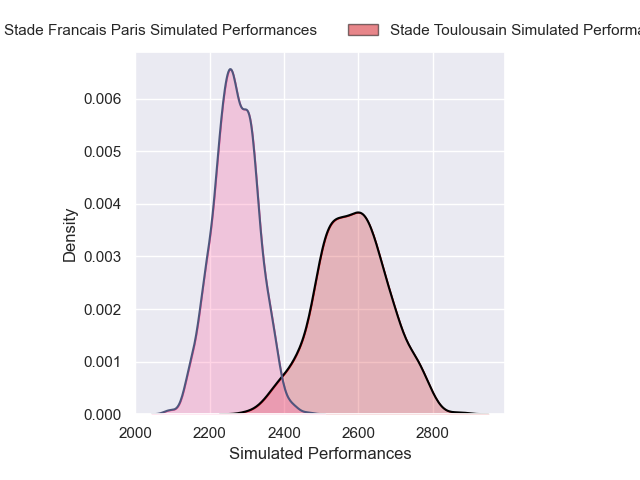 Stade Francais Paris Simulated Performances Stade Toulousain Simulated
0.006
0.005
0.004
0.003
0.002
0.001
0.000
Density
2000 2200 2400 2600 2800
Simulated Performances